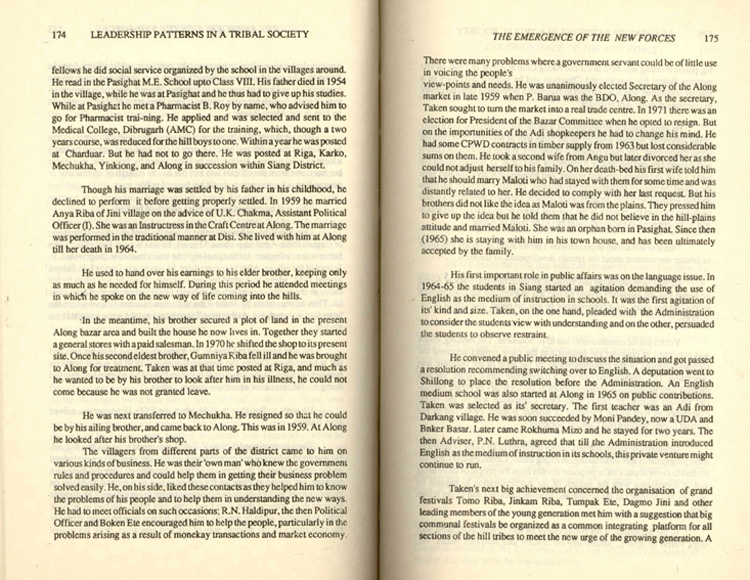 174 LEADERSHIP PATTERNS IN A TRIBAL SOCIETY
fellows he did social service organized by the school in the villages around.
He read in the Pasighat M.E. School upto Class VIII. His father died in 1954
in the village, while he was at Pasighat and he thus had to give up his studies.
While at Pasighat he met a Pharmacist B. Roy by name, who advised him to
go for Pharmacist trai-ning. He applied and was selected and sent to the
Medical College, Dibrugarh (AMC) for the training, which, though a two
years course, was reduced for the hill boys to one. Within a year he was posted
at Charduar. But he had not to go there. He was posted at Riga, Karko,
Mechukha, Yinkiong, and Along in succession within Siang District.
Though his marriage was settled by his father in his childhood, he
declined to perform it before getting properly settled. In 1959 he married
Anya Riba of Jini village on the advice of U.K. Chakma, Assistant Political
Officer (I). She was an Instructress in the Craft Centre at Along. The marriage
was performed in the traditional manner at Disi. She lived with him at Along
till her death in 1964.
He used to hand over his earnings to his elder brother, keeping only
as much as he needed for himself. During this period he attended meetings
in which he spoke on the new way of life coming into the hills.
In the meantime, his brother secured a plot of land in the present
Along bazar area and built the house he now lives in. Together they started
a general stores with a paid salesman. In 1970 he shifted the shop to its present
site. Once his second eldest brother, Gumniya Riba fell ill and he was brought
to Along for treatment. Taken was at that time posted at Riga, and much as
he wanted to be by his brother to look after him in his illness, he could not
come because he was not granted leave.
He was next transferred to Mechukha. He resigned so that he could
be by his ailing brother, and came back to Along. This was in 1959. At Along
he looked after his brother's shop.
The villagers from different parts of the district came to him on
various kinds of business. He was their 'own man' who knew the government
rules and procedures and could help them in getting their business problem
solved easily. He, on his side, liked these contacts as they helped him to know
the problems of his people and to help them in understanding the new ways.
He had to meet officials on such occasions; R.N. Haldipur, the then Political
Officer and Boken Ete encouraged him to help the people, particularly in the
problems arising as a result of monekay transactions and market economy.
THE EMERGENCE OF THE NEW FORCES 175
There were many problems where a government servant could be of little use
in voicing the people's
view-points and needs. He was unanimously elected Secretary of the Along
market in late 1959 when P. Barua was the BDO, Along. As the secretary,
Taken sought to turn the market into a real trade centre. In 1971 there was an
election for President of the Bazar Committee when he opted to resign. But
on the importunities of the Adi shopkeepers he had to change his mind. He
had some CPWD contracts in timber supply from 1963 but lost considerable
sums on them. He took a second wife from Angu but later divorced her as she
could not adjust herself to his family. On her death-bed his first wife told him
that he should marry Maloti who had stayed with them for some time and was
distantly related to her. He decided to comply with her last request. But his
brothers did not like the idea as Maloti was from the plains. They pressed him
to give up the idea but he told them that he did not believe in the hill-plains
attitude and married Maloti. She was an orphan born in Pasighat. Since then
(1965) she is staying with him in his town house, and has been ultimately
accepted by the family.
His first important role in public affairs was on the language issue. In
1964-65 the students in Siang started an agitation demanding the use of
English as the medium of instruction in schools. It was the first agitation of
its' kind and size. Taken, on the one hand, pleaded with the Administration
to consider the students view with understanding and on the other, persuaded
the students to observe restraint.
He convened a public meeting to discuss the situation and got passed
a resolution recommending switching over to English. A deputation went to
Shillong to place the resolution before the Administration. An English
medium school was also started at Along in 1965 on public contributions.
Taken was selected as its' secretary. The first teacher was an Adi from
Darkang village. He was soon succeeded by Moni Pandey, now a UDA and
Bnker Basar. Later came Rokhuma Mizo and he stayed for two years. The
then Adviser, P.N. Luthra, agreed that till the Administration introduced
English as the medium of instruction in its schools, this private venture might
continue to run.
Taken's next big achievement concerned the organisation of grand
festivals Tomo Riba, Jinkam Riba, Tumpak Ete, Dagmo Jini and other
leading members of the young generation met him with a suggestion that big
communal festivals be organized as a common integrating platform for all
sections of the hill tribes to meet the new urge of the growing generation. A